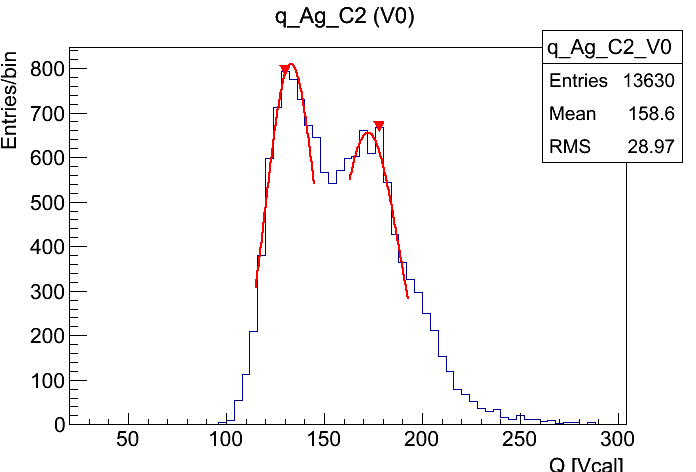 q_Ag_C2 (V0)
q_Ag_C2_V0
Entries 13630
Mean 158.6
RMS 28.97
Entries/bin
800
700
600
500
400
300
200
100
0
50 100 150 200 250 300
Q [Vcal]